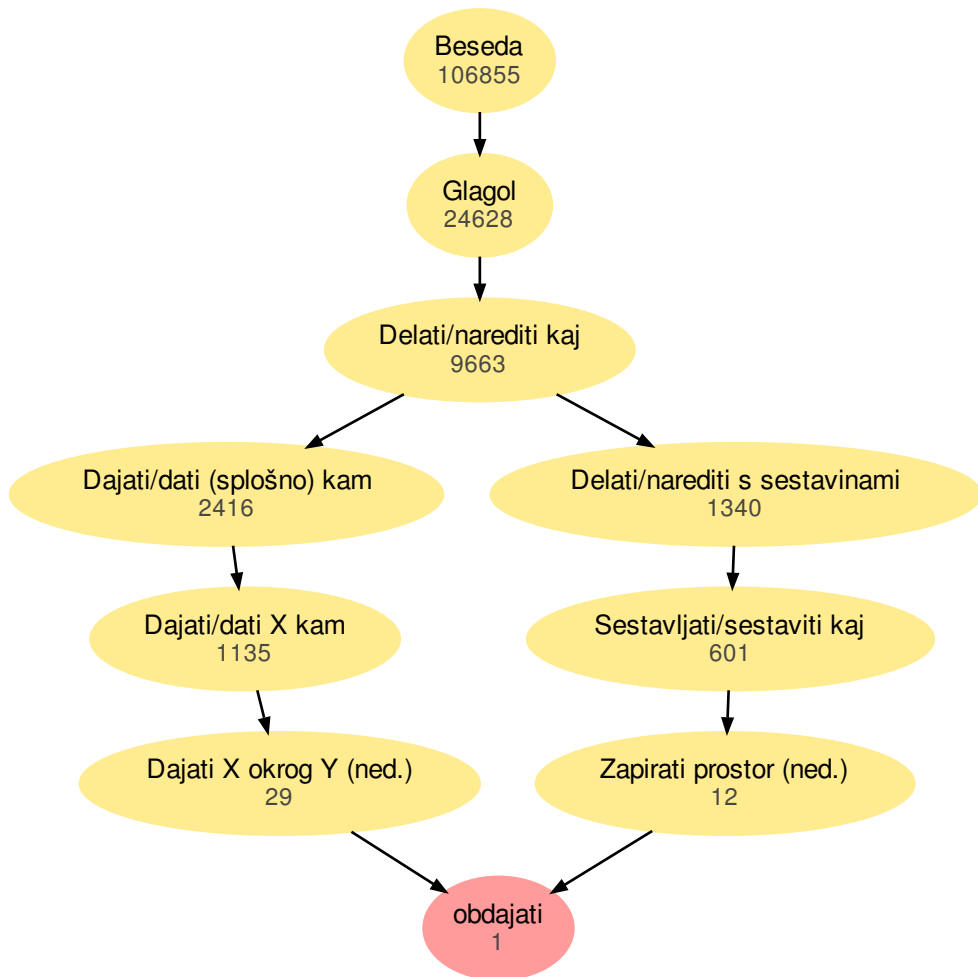 Beseda
106855
Glagol
24628
Delati/narediti kaj
9663
Dajati/dati (splošno) kam
2416
Delati/narediti s sestavinami
1340
Dajati/dati X kam
1135
Sestavljati/sestaviti kaj
601
Dajati X okrog Y (ned.)
29
Zapirati prostor (ned.)
12
obdajati
1